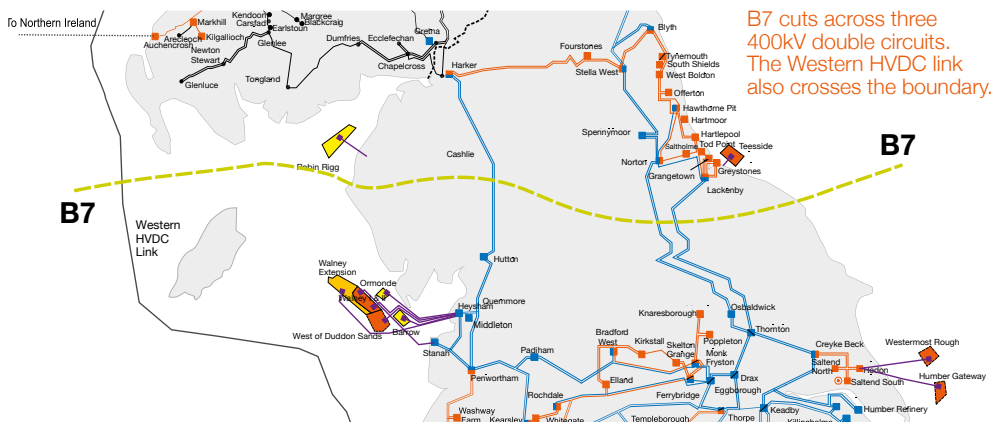 To Northern Ireland
Markhill
Auchencrosh
Arecleoch
Kilgallioch
Newton
Stewart
Glenluce
Kendoon
Carsfad
Earlstoun
Margree
Blackcraig
Glenlee
Tongland
Dumfries
Ecclefechan
Gretna
Chapelcross
Harker
Fourstones
Stella West
Blyth
Tynemouth
South Shields
West Boldon
Offerton
Hawthorne Pit
Hartmoor
Spennymoor
Hartlepool
Saltholme
Tod Point
Teesside
Norton
Grangetown
Greystones
Lackenby
B7 cuts across three
400kV double circuits.
The Western HVDC link
also crosses the boundary.
Robin Rigg
Cashlie
B7
B7
Western
HVDC
Link
Hutton
Walney
Extension
Ormonde
Walney I & II
West of Duddon Sands
Barrow
Heysham
Quernmore
Middleton
Stanah
Penwortham
Padiham
Bradford
West
Kirkstall
Skelton
Grange
Knaresborough
Poppleton
Monk
Fryston
Osbaldwick
Thornton
Elland
Rochdale
Ferrybridge
Eggborough
Drax
Creyke Beck
Saltend
North
Hedon
Saltend South
Westermost Rough
Humber Gateway
Washway
Farm
Kearsley
Whitegate
Templeborough
Thorpe
Keadby
Humber Refinery
Killingholme